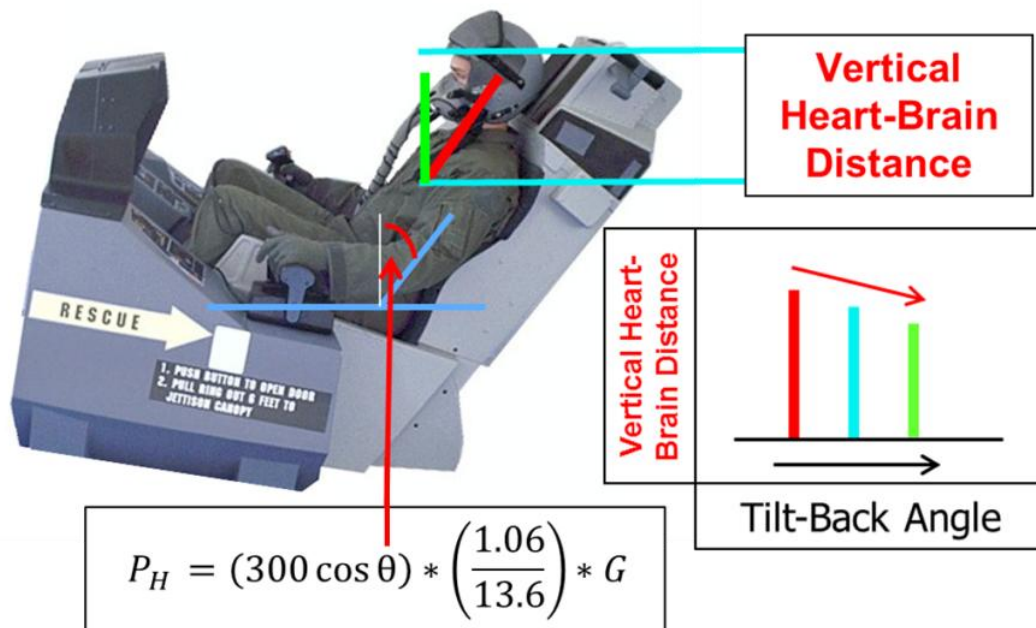 Vertical
Heart-Brain
Distance
RESCUE
1. PUSH BUTTON TO OPEN DOOR
2. PULL RING OUT 6 FEET TO
JETTISON CANOPY
Vertical Heart-
Brain Distance
Tilt-Back Angle
P_H = (300 cos θ) * (1.06/13.6) * G